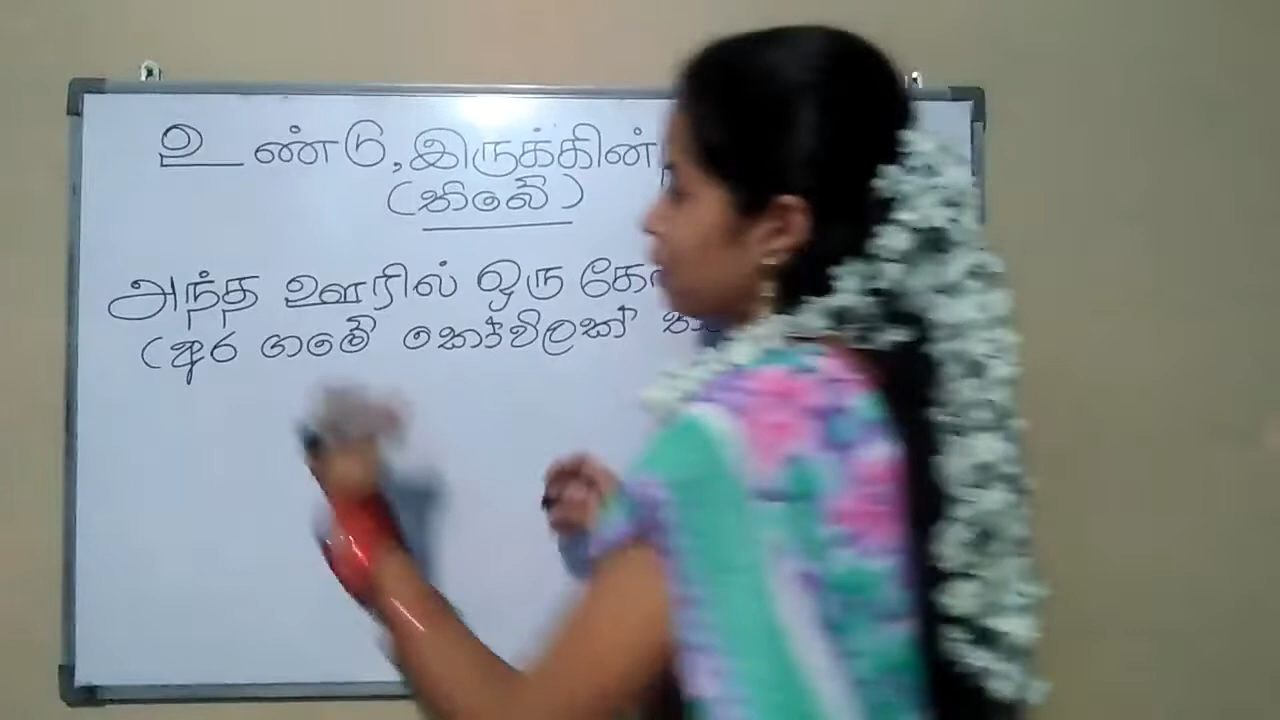 உண்டு, இருக்கின்
(තිබේ)
அந்த ஊரில் ஒரு
(අර ගමේ කෝවිලක්